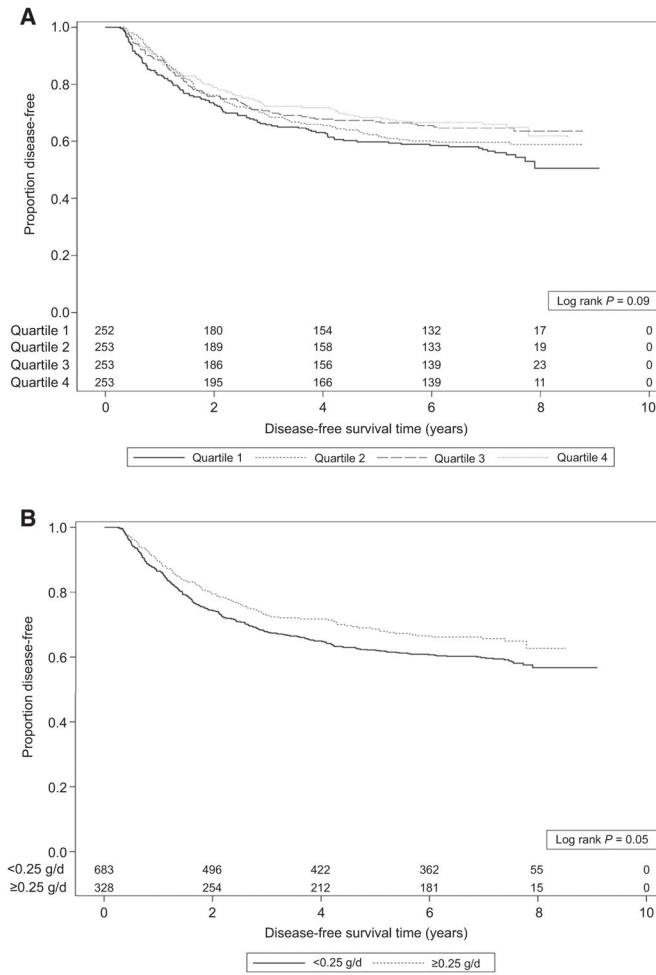 A
1.0
0.8
0.6
0.4
0.2
0.0
Proportion disease-free
Log rank P = 0.09
Quartile 1 252 180 154 132 17 0
Quartile 2 253 189 158 133 19 0
Quartile 3 253 186 156 139 23 0
Quartile 4 253 195 166 139 11 0
0 2 4 6 8 10
Disease-free survival time (years)
Quartile 1 Quartile 2 Quartile 3 Quartile 4
B
1.0
0.8
0.6
0.4
0.2
0.0
Proportion disease-free
Log rank P = 0.05
<0.25 g/d 683 496 422 362 55 0
≥0.25 g/d 328 254 212 181 15 0
0 2 4 6 8 10
Disease-free survival time (years)
<0.25 g/d ≥0.25 g/d